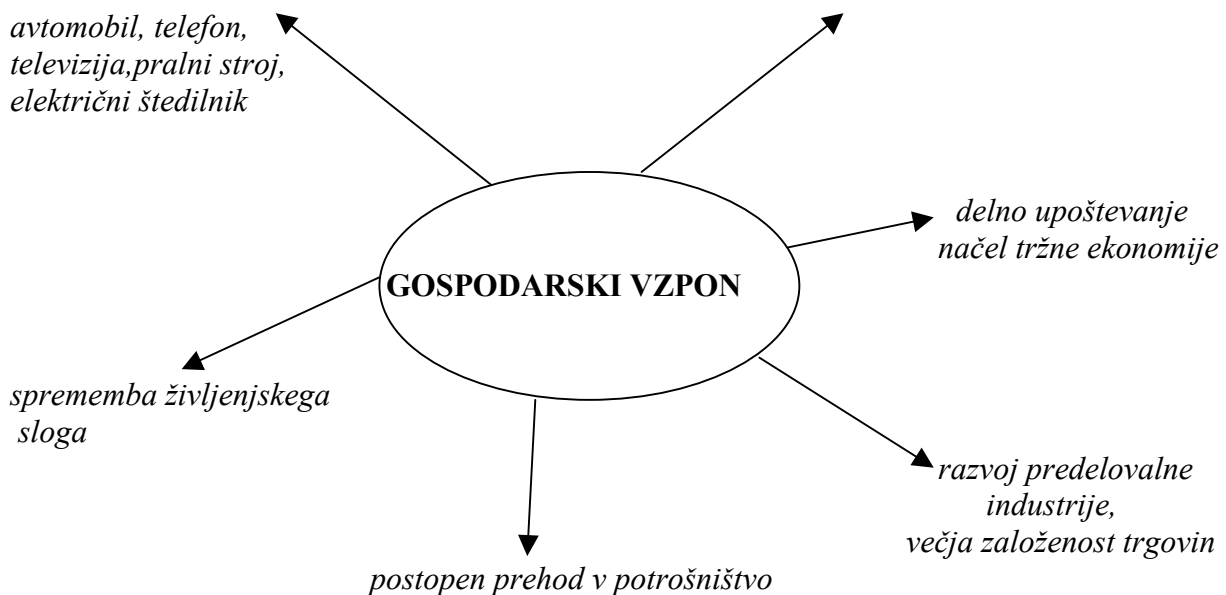 avtomobil, telefon,
televizija,pralni stroj,
električni štedilnik
delno upoštevanje
načel tržne ekonomije
GOSPODARSKI VZPON
sprememba življenjskega
sloga
razvoj predelovalne
industrije,
večja založenost trgovin
postopen prehod v potrošništvo